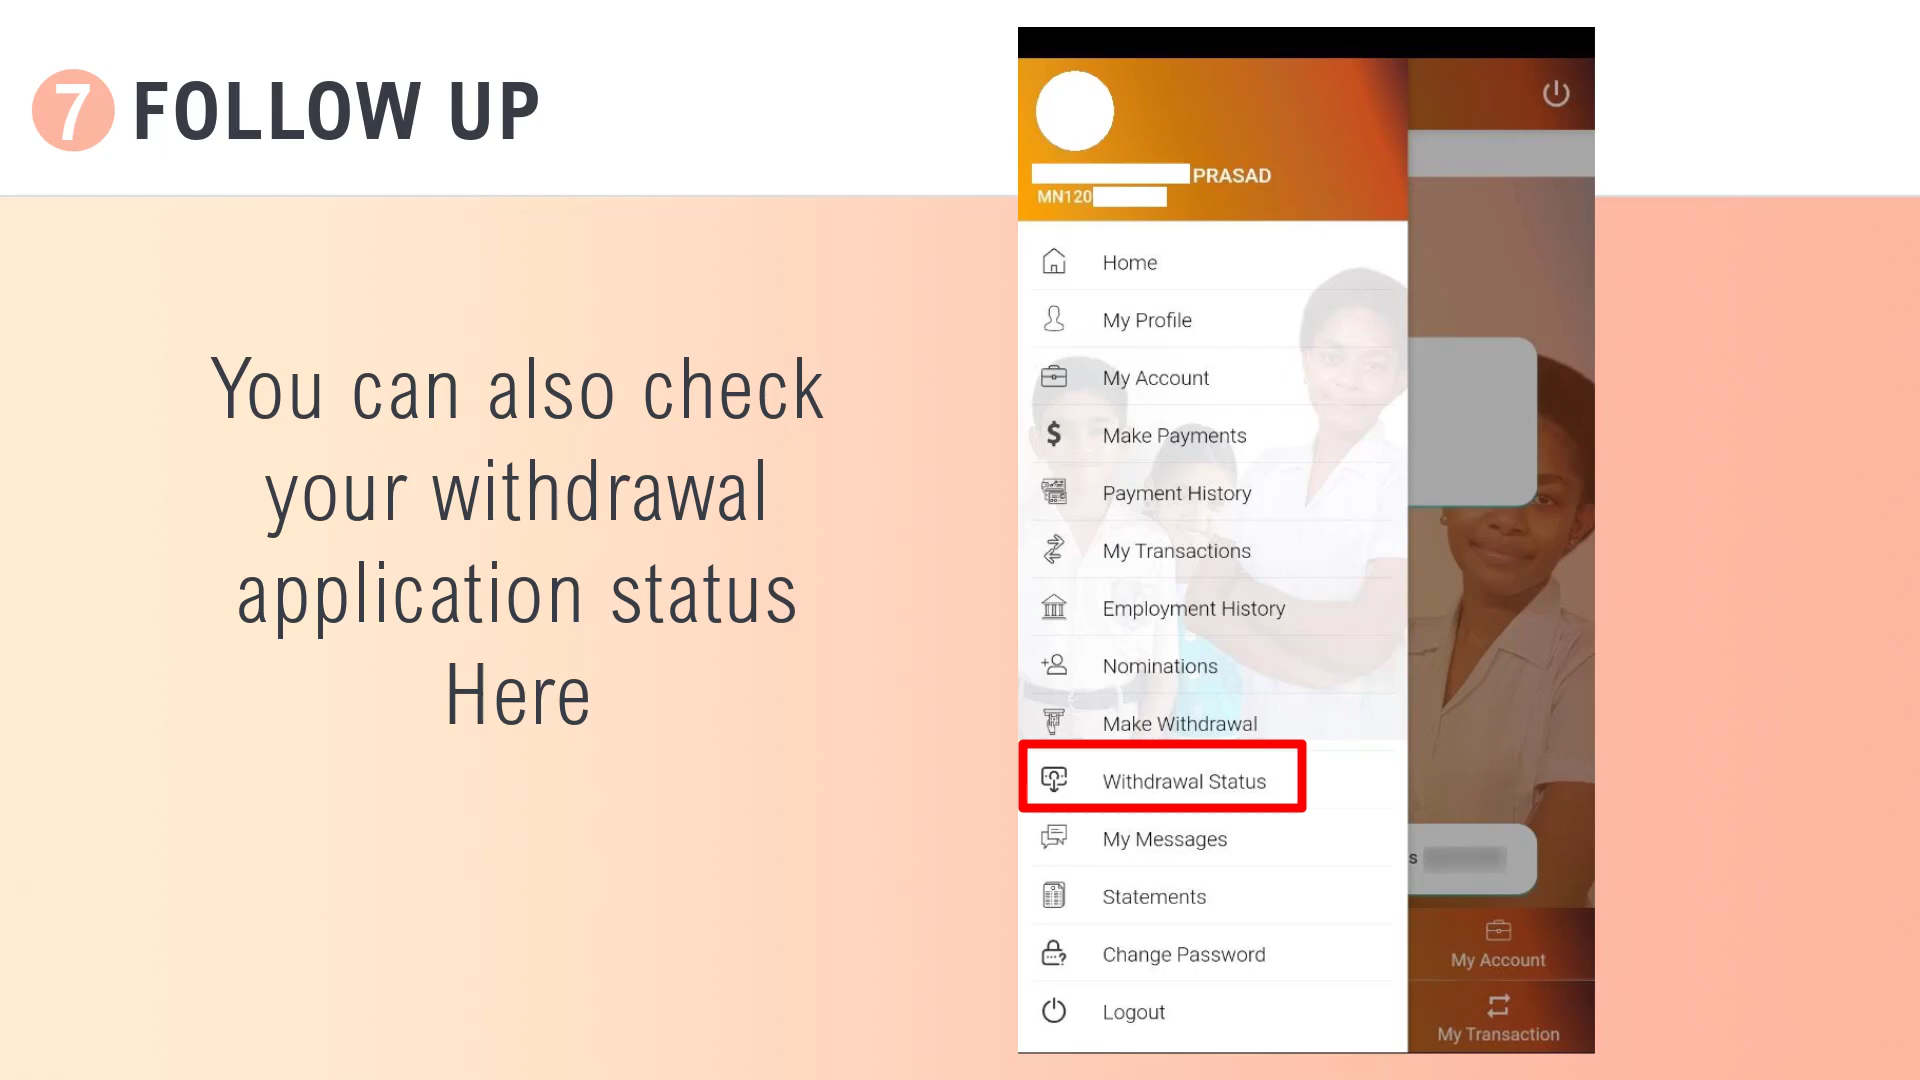 7 FOLLOW UP
You can also check
your withdrawal
application status
Here
PRASAD
MN120
Home
My Profile
My Account
Make Payments
Payment History
My Transactions
Employment History
Nominations
Make Withdrawal
Withdrawal Status
My Messages
Statements
Change Password
Logout
s
My Account
My Transaction